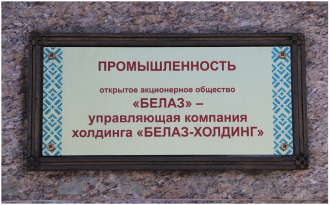 ПРОМЫШЛЕННОСТЬ
открытое акционерное общество
«БЕЛАЗ» –
управляющая компания
холдинга «БЕЛАЗ-ХОЛДИНГ»